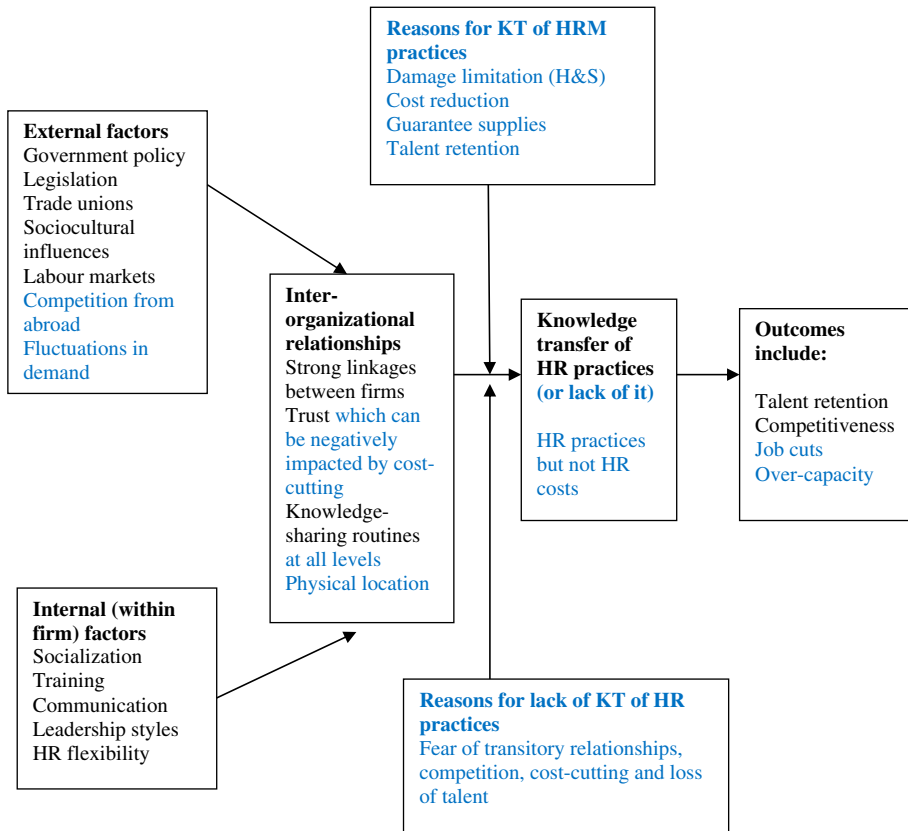 Reasons for KT of HRM
practices
Damage limitation (H&S)
Cost reduction
Guarantee supplies
Talent retention
External factors
Government policy
Legislation
Trade unions
Sociocultural
influences
Labour markets
Competition from
abroad
Fluctuations in
demand
Inter-
organizational
relationships
Strong linkages
between firms
Trust which can
be negatively
impacted by cost-
cutting
Knowledge-
sharing routines
at all levels
Physical location
Knowledge
transfer of
HR practices
(or lack of it)
HR practices
but not HR
costs
Outcomes
include:
Talent retention
Competitiveness
Job cuts
Over-capacity
Internal (within
firm) factors
Socialization
Training
Communication
Leadership styles
HR flexibility
Reasons for lack of KT of HR
practices
Fear of transitory relationships,
competition, cost-cutting and loss
of talent